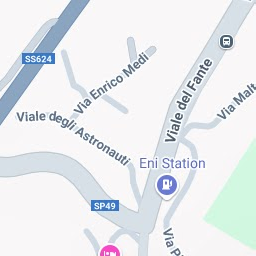 SS624
Via Enrico Medi
Viale del Fante
Via Malt
Viale degli Astronauti
Eni Station
SP49
Via P